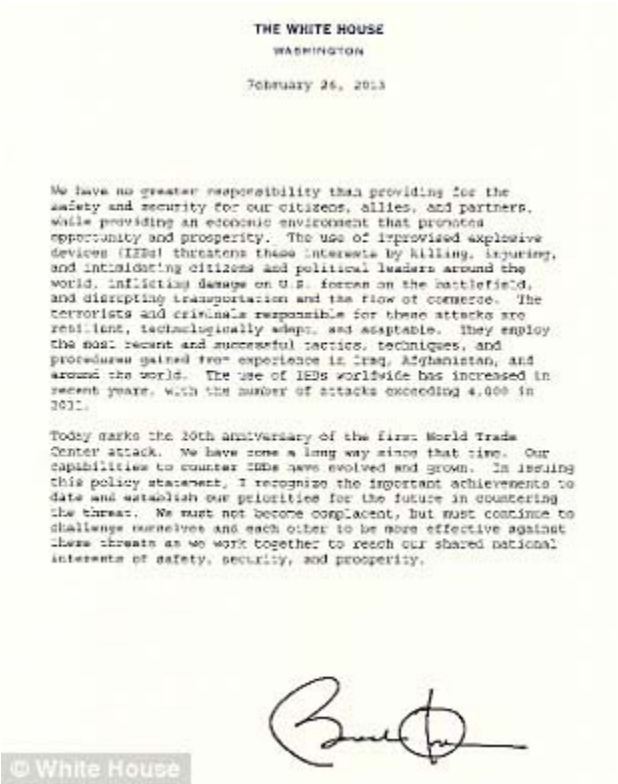 THE WHITE HOUSE
WASHINGTON
February 26, 2013
We have no greater responsibility than providing for the
safety and security for our citizens, allies, and partners,
while providing an economic environment that promotes
opportunity and prosperity. The use of improvised explosive
devices (IEDs) threatens these interests by killing, injuring,
and intimidating citizens and political leaders around the
world, inflicting damage on U.S. forces on the battlefield,
and disrupting transportation and the flow of commerce. The
terrorists and criminals responsible for these attacks are
resilient, technologically adept, and adaptable. They employ
the most recent and successful tactics, techniques, and
procedures gained from experience in Iraq, Afghanistan, and
around the world. The use of IEDs worldwide has increased in
recent years, with the number of attacks exceeding 4,000 in
2011.
Today marks the 20th anniversary of the first World Trade
Center attack. We have come a long way since that time. Our
capabilities to counter IEDs have evolved and grown. In issuing
this policy statement, I recognize the important achievements to
date and establish our priorities for the future in countering
the threat. We must not become complacent, but must continue to
challenge ourselves and each other to be more effective against
these threats as we work together to reach our shared national
interests of safety, security, and prosperity.
© White House